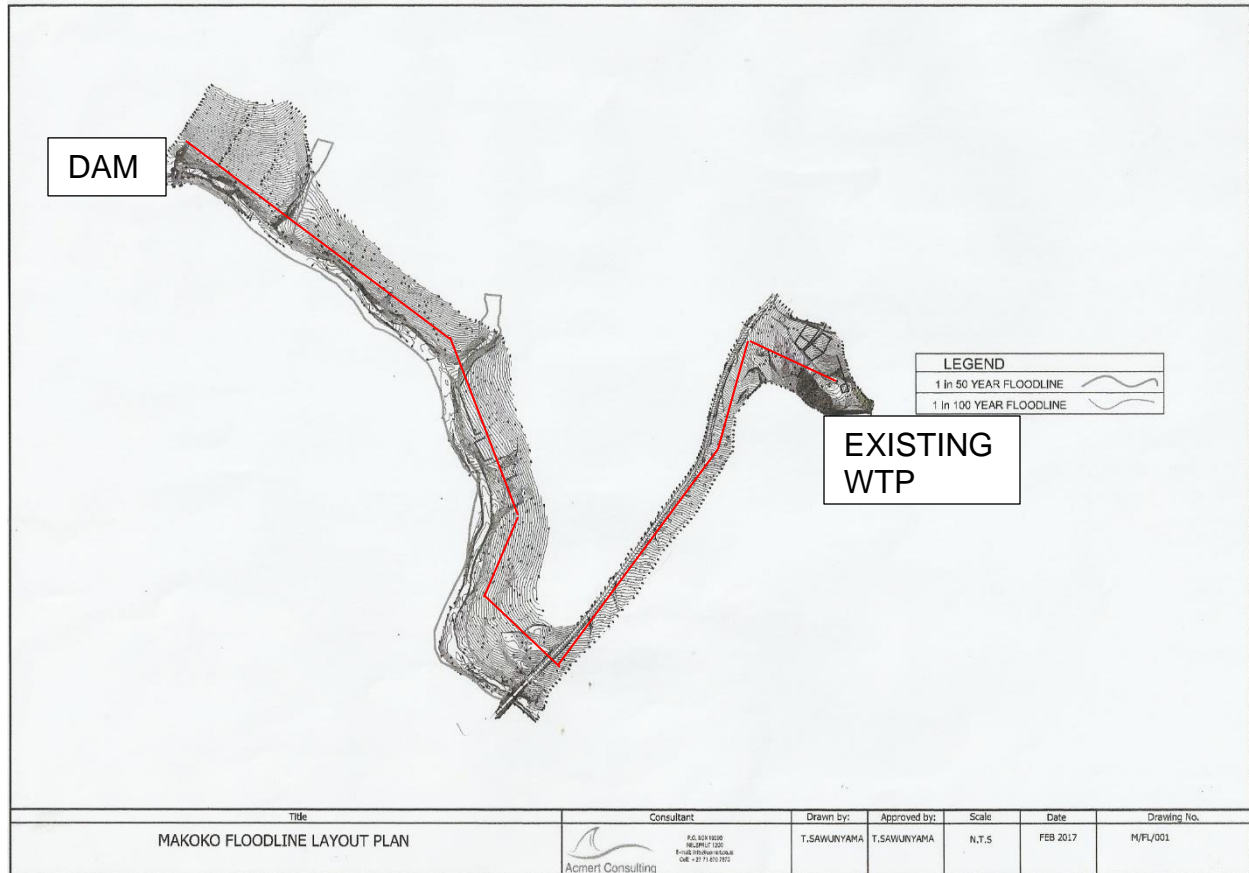 DAM
EXISTING
WTP
LEGEND
1 in 50 YEAR FLOODLINE
1 in 100 YEAR FLOODLINE
Title
MAKOKO FLOODLINE LAYOUT PLAN
Consultant
Acmert Consulting
Drawn by:
T.SAWUNYAMA
Approved by:
T.SAWUNYAMA
Scale
N.T.S
Date
FEB 2017
Drawing No.
M/FL/001